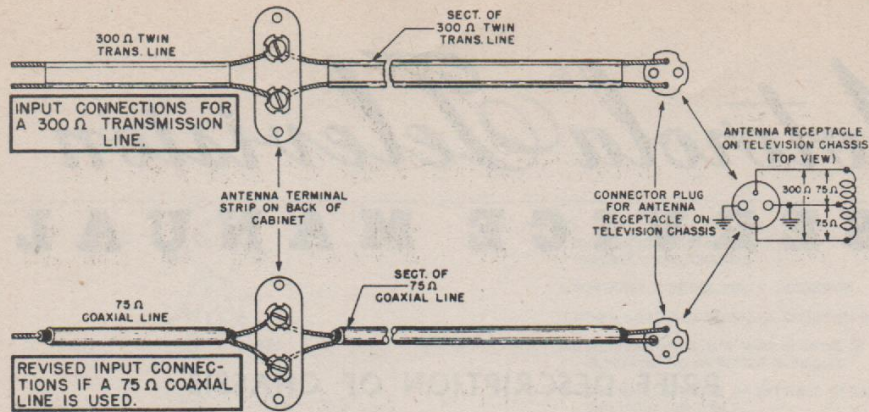 300 Ω TWIN
TRANS. LINE
SECT. OF
300 Ω TWIN
TRANS. LINE
INPUT CONNECTIONS FOR
A 300 Ω TRANSMISSION
LINE.
ANTENNA TERMINAL
STRIP ON BACK OF
CABINET
CONNECTOR PLUG
FOR ANTENNA
RECEPTACLE ON
TELEVISION CHASSIS
ANTENNA RECEPTACLE
ON TELEVISION CHASSIS
(TOP VIEW)
300 Ω
75 Ω
75 Ω
75 Ω
COAXIAL LINE
SECT. OF
75 Ω
COAXIAL LINE
REVISED INPUT CONNEC-
TIONS IF A 75 Ω COAXIAL
LINE IS USED.